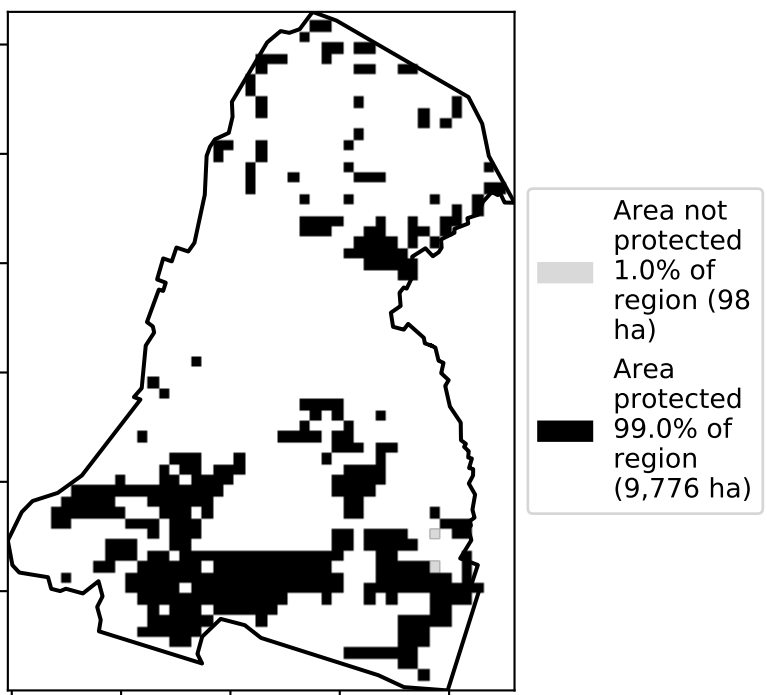 Area not
protected
1.0% of
region (98
ha)
Area
protected
99.0% of
region
(9,776 ha)